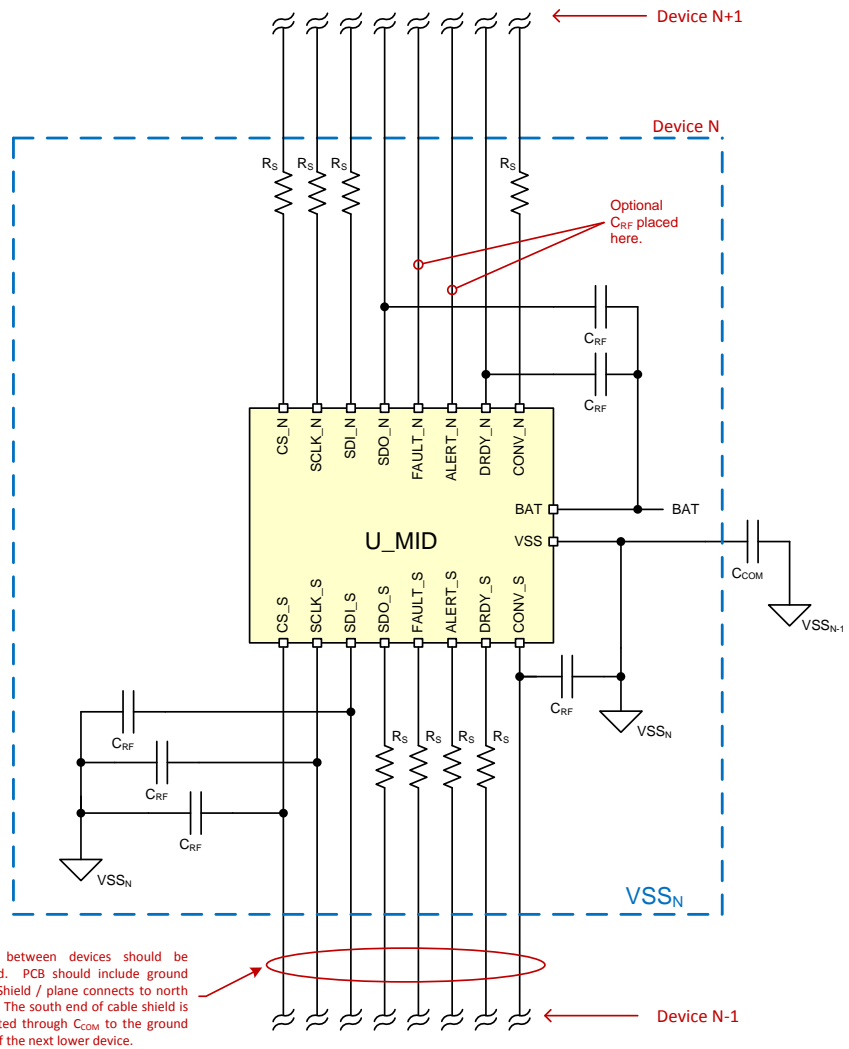 Device N+1
Device N
RS RS RS RS
Optional
CRF placed
here.
CRF
CRF
CS_N
SCLK_N
SDI_N
SDO_N
FAULT_N
ALERT_N
DRDY_N
CONV_N
BAT BAT
VSS
U_MID
CCOM
VSSN-1
CS_S
SCLK_S
SDI_S
SDO_S
FAULT_S
ALERT_S
DRDY_S
CONV_S
CRF
VSSN
CRF
RS RS RS RS
CRF
CRF
VSSN
VSSN
between devices should be
PCB should include ground
Shield / plane connects to north
The south end of cable shield is
through CCOM to the ground
of the next lower device.
Device N-1